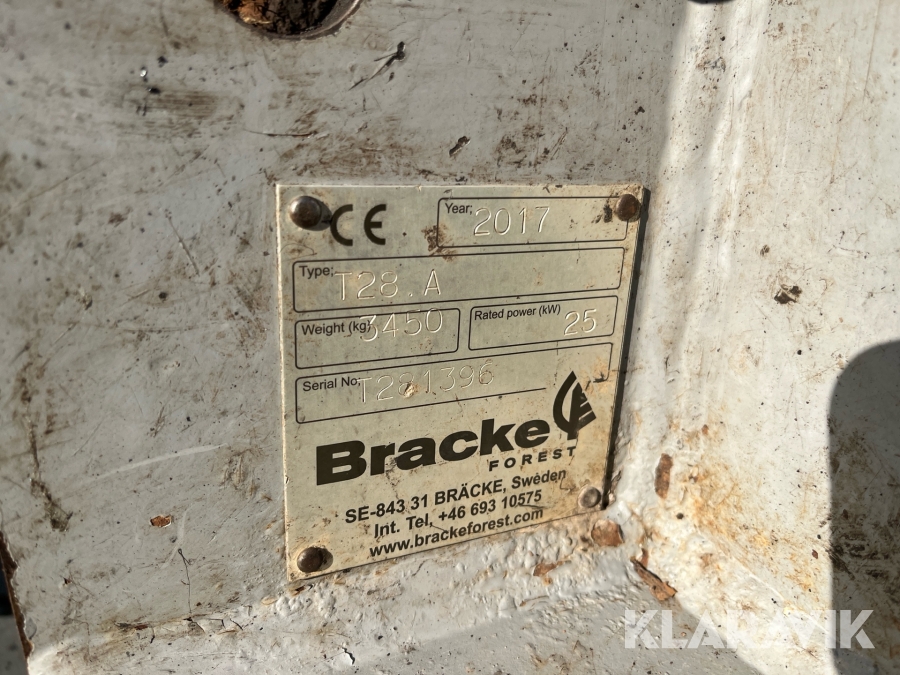 CE
Year; 2017
Type; T28.A
Weight (kg) 3450
Rated power (kW) 25
Serial No; T281396
Bracke
FOREST
SE-843 31 BRÄCKE, Sweden
Int. Tel, +46 693 10575
www.brackeforest.com
KLARAVIK